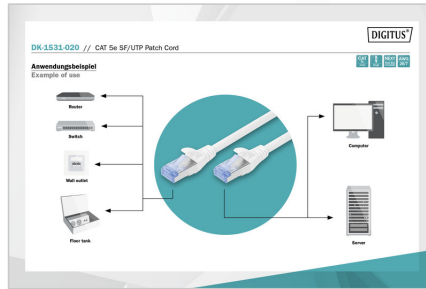 DIGITUS®
DK-1531-020 // CAT 5e SF/UTP Patch Cord
Anwendungsbeispiel
Example of use
Router
Switch
Wall outlet
Floor tank
Computer
Server